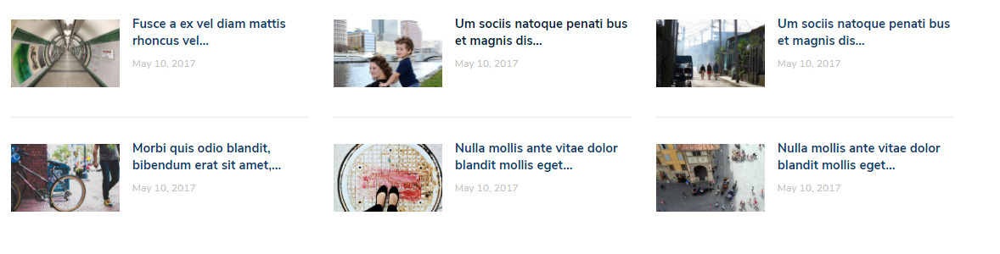 Fusce a ex vel diam mattis
rhoncus vel...
May 10, 2017
Um sociis natoque penati bus
et magnis dis...
May 10, 2017
Um sociis natoque penati bus
et magnis dis...
May 10, 2017
Morbi quis odio blandit,
bibendum erat sit amet,...
May 10, 2017
Nulla mollis ante vitae dolor
blandit mollis eget...
May 10, 2017
Nulla mollis ante vitae dolor
blandit mollis eget...
May 10, 2017